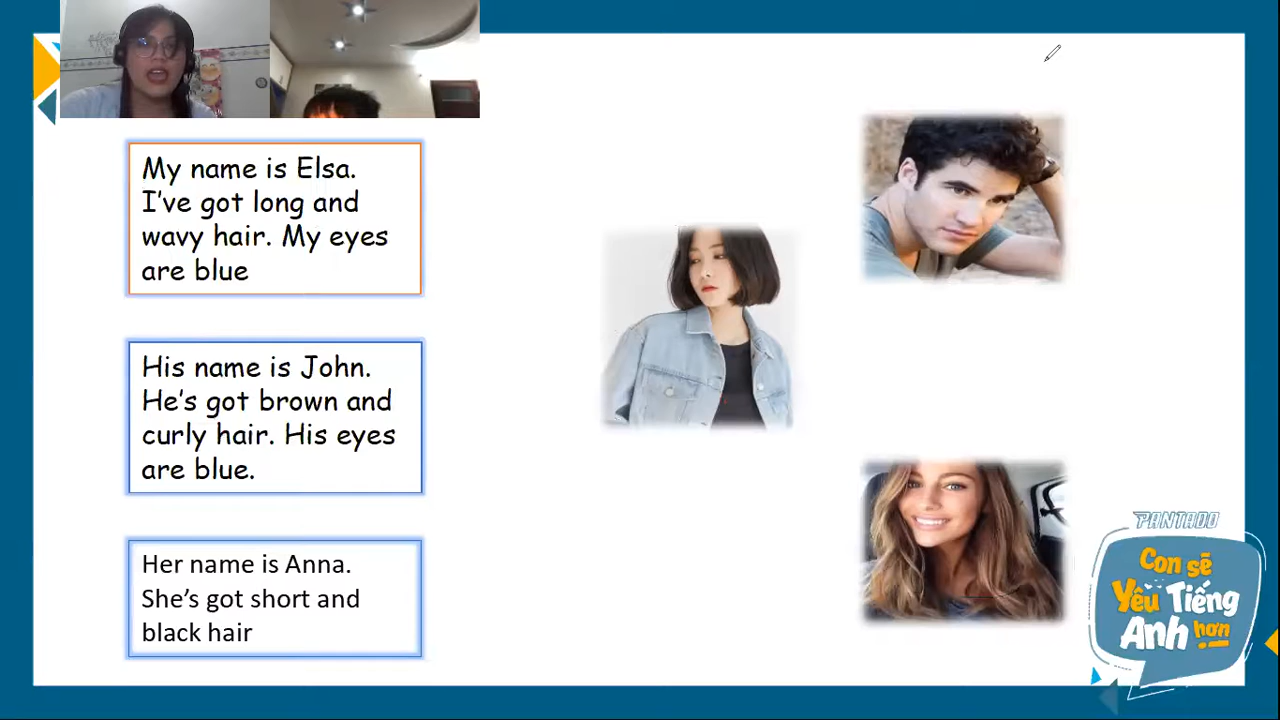 My name is Elsa.
I've got long and
wavy hair. My eyes
are blue
His name is John.
He's got brown and
curly hair. His eyes
are blue.
Her name is Anna.
She's got short and
black hair
PANTADO
Con sẽ
Yêu Tiếng
Anh hơn